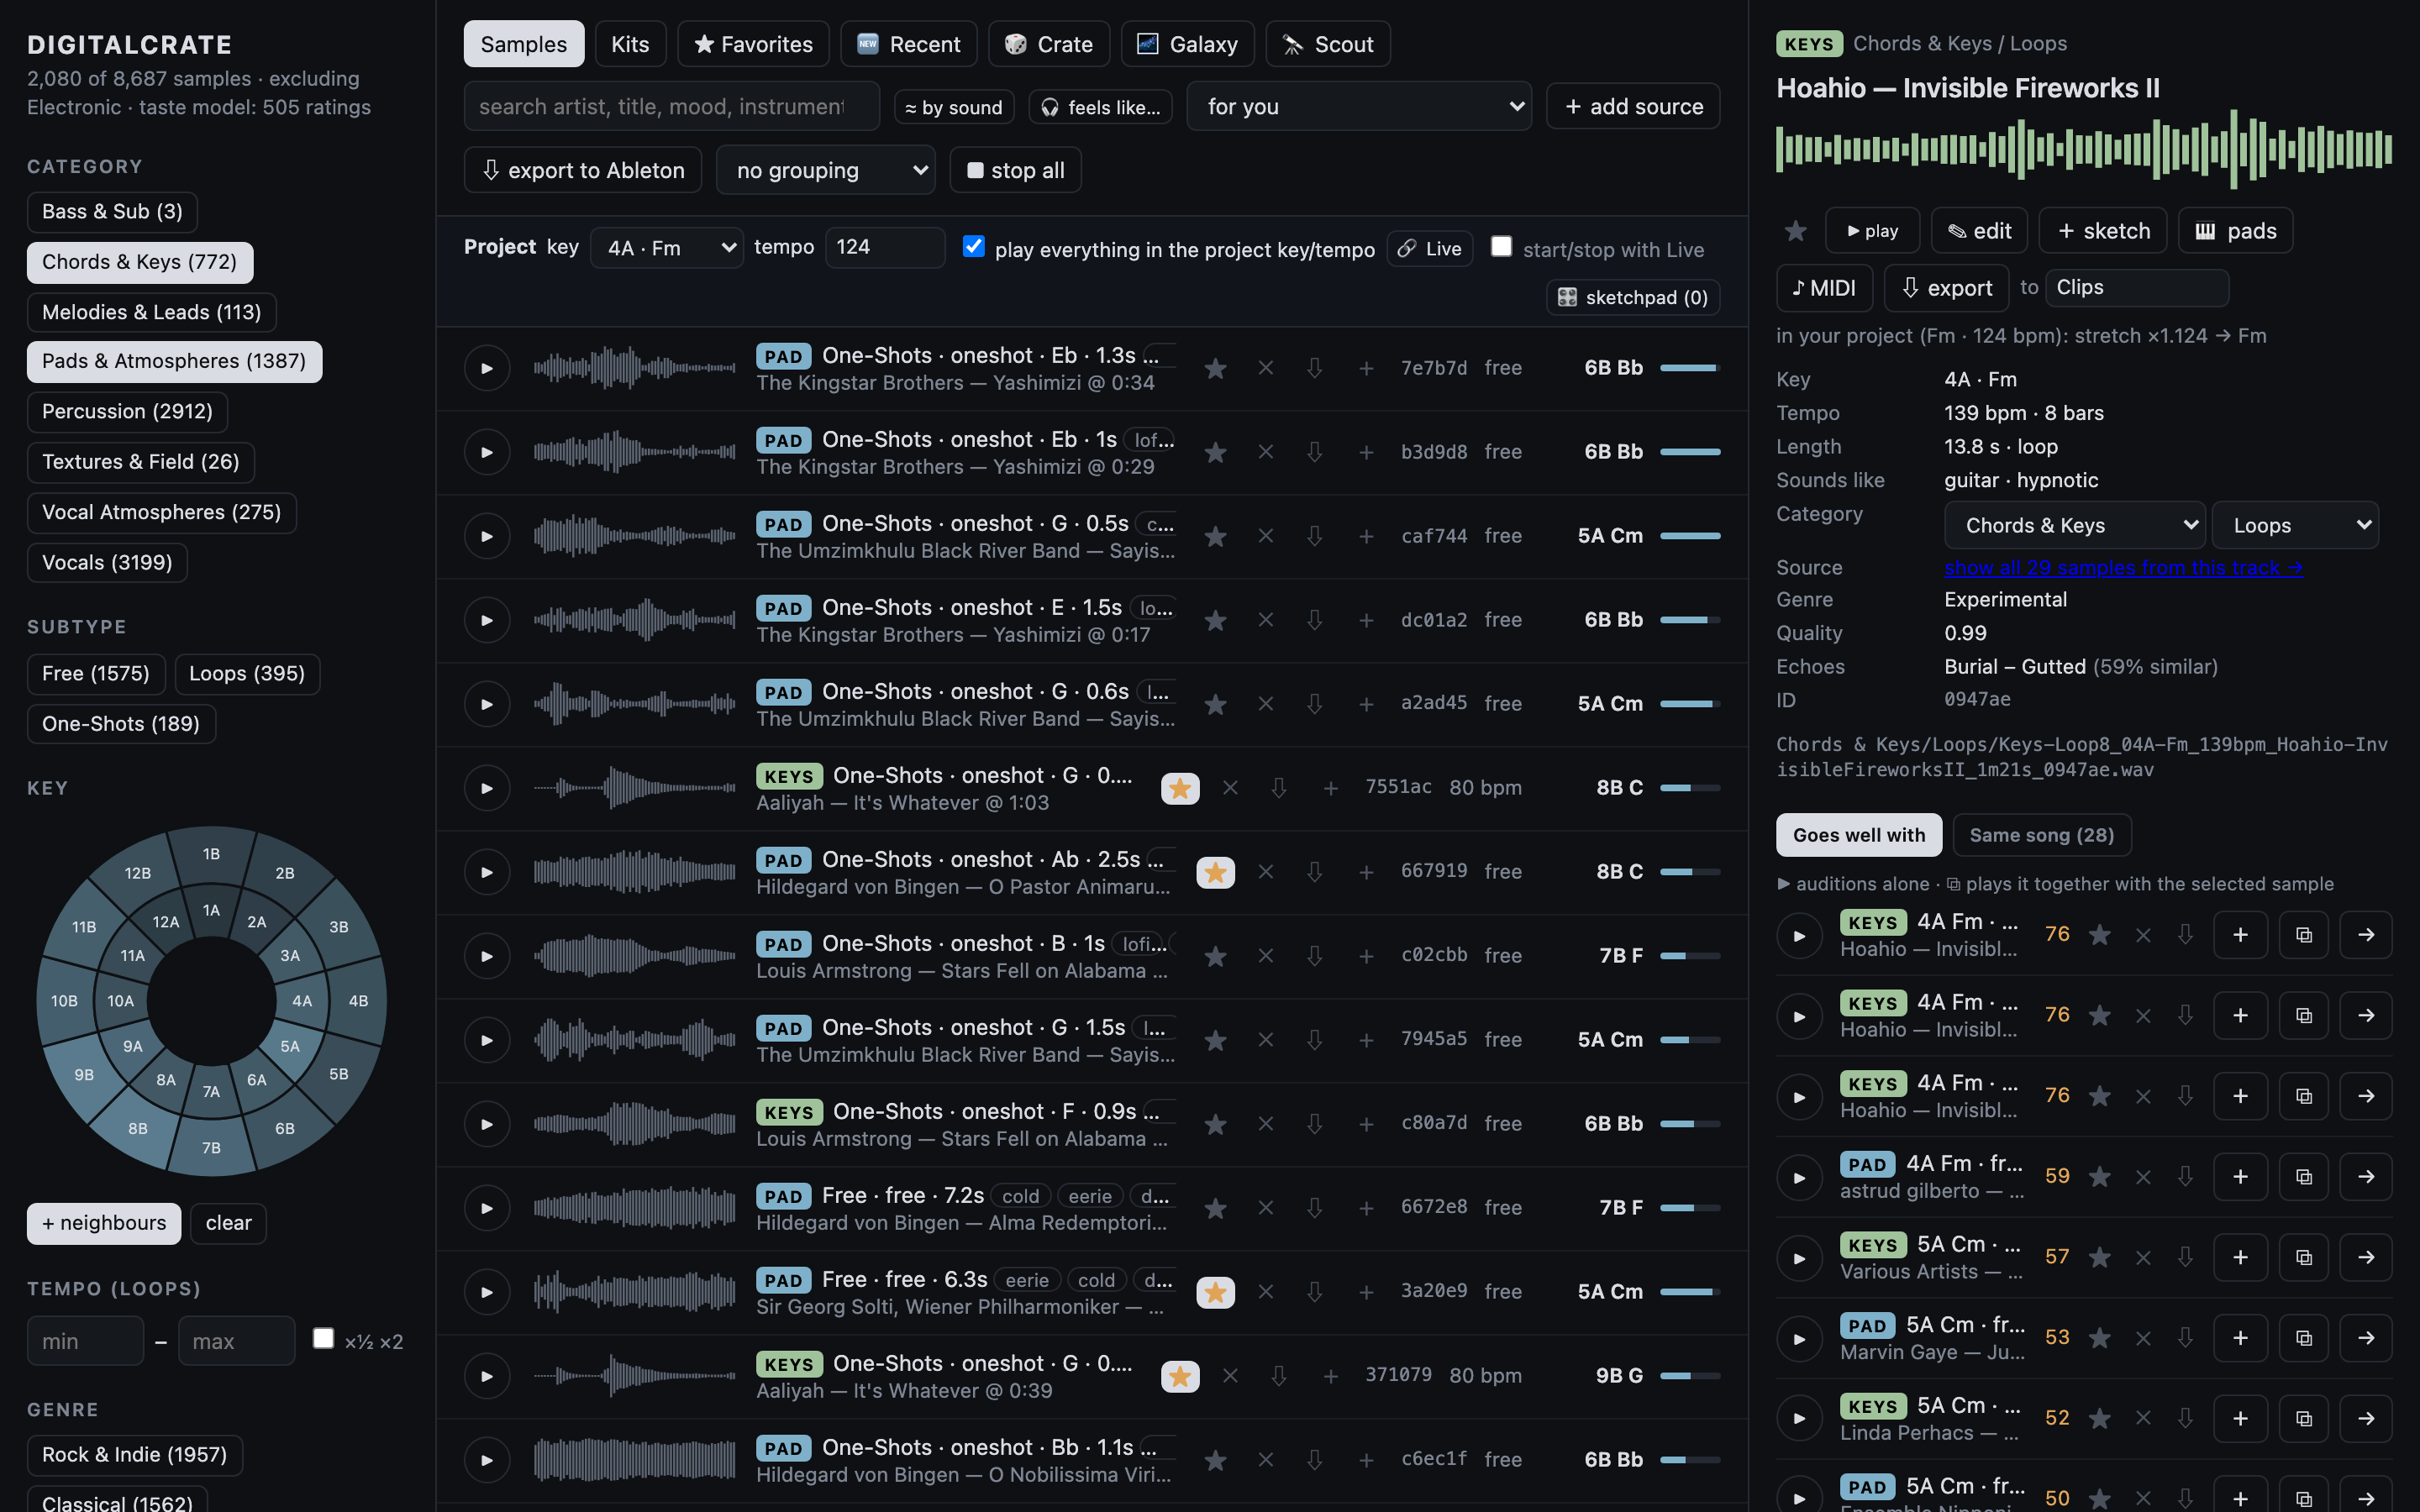 DIGITALCRATE
2,080 of 8,687 samples · excluding
Electronic · taste model: 505 ratings
CATEGORY
Bass & Sub (3)
Chords & Keys (772)
Melodies & Leads (113)
Pads & Atmospheres (1387)
Percussion (2912)
Textures & Field (26)
Vocal Atmospheres (275)
Vocals (3199)
SUBTYPE
Free (1575) Loops (395)
One-Shots (189)
KEY
1B
12B 2B
1A
12A 2A
11B 3B
11A 3A
10B 10A 4A 4B
9A 5A
9B 5B
8A 6A
7A
8B 6B
7B
+ neighbours clear
TEMPO (LOOPS)
min – max ×½ ×2
GENRE
Rock & Indie (1957)
Classical (1562)
Samples Kits ★ Favorites NEW Recent Crate Galaxy Scout
search artist, title, mood, instrument ≈ by sound feels like... for you + add source
⇩ export to Ableton no grouping stop all
Project key 4A · Fm tempo 124 play everything in the project key/tempo Live start/stop with Live
sketchpad (0)
PAD One-Shots · oneshot · Eb · 1.3s ... 7e7b7d free 6B Bb
The Kingstar Brothers — Yashimizi @ 0:34
PAD One-Shots · oneshot · Eb · 1s lof... b3d9d8 free 6B Bb
The Kingstar Brothers — Yashimizi @ 0:29
PAD One-Shots · oneshot · G · 0.5s c... caf744 free 5A Cm
The Umzimkhulu Black River Band — Sayis...
PAD One-Shots · oneshot · E · 1.5s lo... dc01a2 free 6B Bb
The Kingstar Brothers — Yashimizi @ 0:17
PAD One-Shots · oneshot · G · 0.6s l... a2ad45 free 5A Cm
The Umzimkhulu Black River Band — Sayis...
KEYS One-Shots · oneshot · G · 0.... 7551ac 80 bpm 8B C
Aaliyah — It's Whatever @ 1:03
PAD One-Shots · oneshot · Ab · 2.5s ... 667919 free 8B C
Hildegard von Bingen — O Pastor Animaru...
PAD One-Shots · oneshot · B · 1s lofi... c02cbb free 7B F
Louis Armstrong — Stars Fell on Alabama ...
PAD One-Shots · oneshot · G · 1.5s l... 7945a5 free 5A Cm
The Umzimkhulu Black River Band — Sayis...
KEYS One-Shots · oneshot · F · 0.9s ... c80a7d free 6B Bb
Louis Armstrong — Stars Fell on Alabama ...
PAD Free · free · 7.2s cold eerie d... 6672e8 free 7B F
Hildegard von Bingen — Alma Redemptori...
PAD Free · free · 6.3s eerie cold d... 3a20e9 free 5A Cm
Sir Georg Solti, Wiener Philharmoniker — ...
KEYS One-Shots · oneshot · G · 0.... 371079 80 bpm 9B G
Aaliyah — It's Whatever @ 0:39
PAD One-Shots · oneshot · Bb · 1.1s ... c6ec1f free 6B Bb
Hildegard von Bingen — O Nobilissima Viri...
KEYS Chords & Keys / Loops
Hoahio — Invisible Fireworks II
★ ▶ play ✎ edit + sketch pads
♪ MIDI ⇩ export to Clips
in your project (Fm · 124 bpm): stretch ×1.124 → Fm
Key 4A · Fm
Tempo 139 bpm · 8 bars
Length 13.8 s · loop
Sounds like guitar · hypnotic
Category Chords & Keys Loops
Source show all 29 samples from this track →
Genre Experimental
Quality 0.99
Echoes Burial – Gutted (59% similar)
ID 0947ae
Chords & Keys/Loops/Keys-Loop8_04A-Fm_139bpm_Hoahio-Inv
isibleFireworksII_1m21s_0947ae.wav
Goes well with Same song (28)
▶ auditions alone · ⧉ plays it together with the selected sample
KEYS 4A Fm · ... 76
Hoahio — Invisibl...
KEYS 4A Fm · ... 76
Hoahio — Invisibl...
KEYS 4A Fm · ... 76
Hoahio — Invisibl...
PAD 4A Fm · fr... 59
astrud gilberto — ...
KEYS 5A Cm · ... 57
Various Artists — ...
PAD 5A Cm · fr... 53
Marvin Gaye — Ju...
KEYS 5A Cm · ... 52
Linda Perhacs — ...
PAD 5A Cm · fr... 50